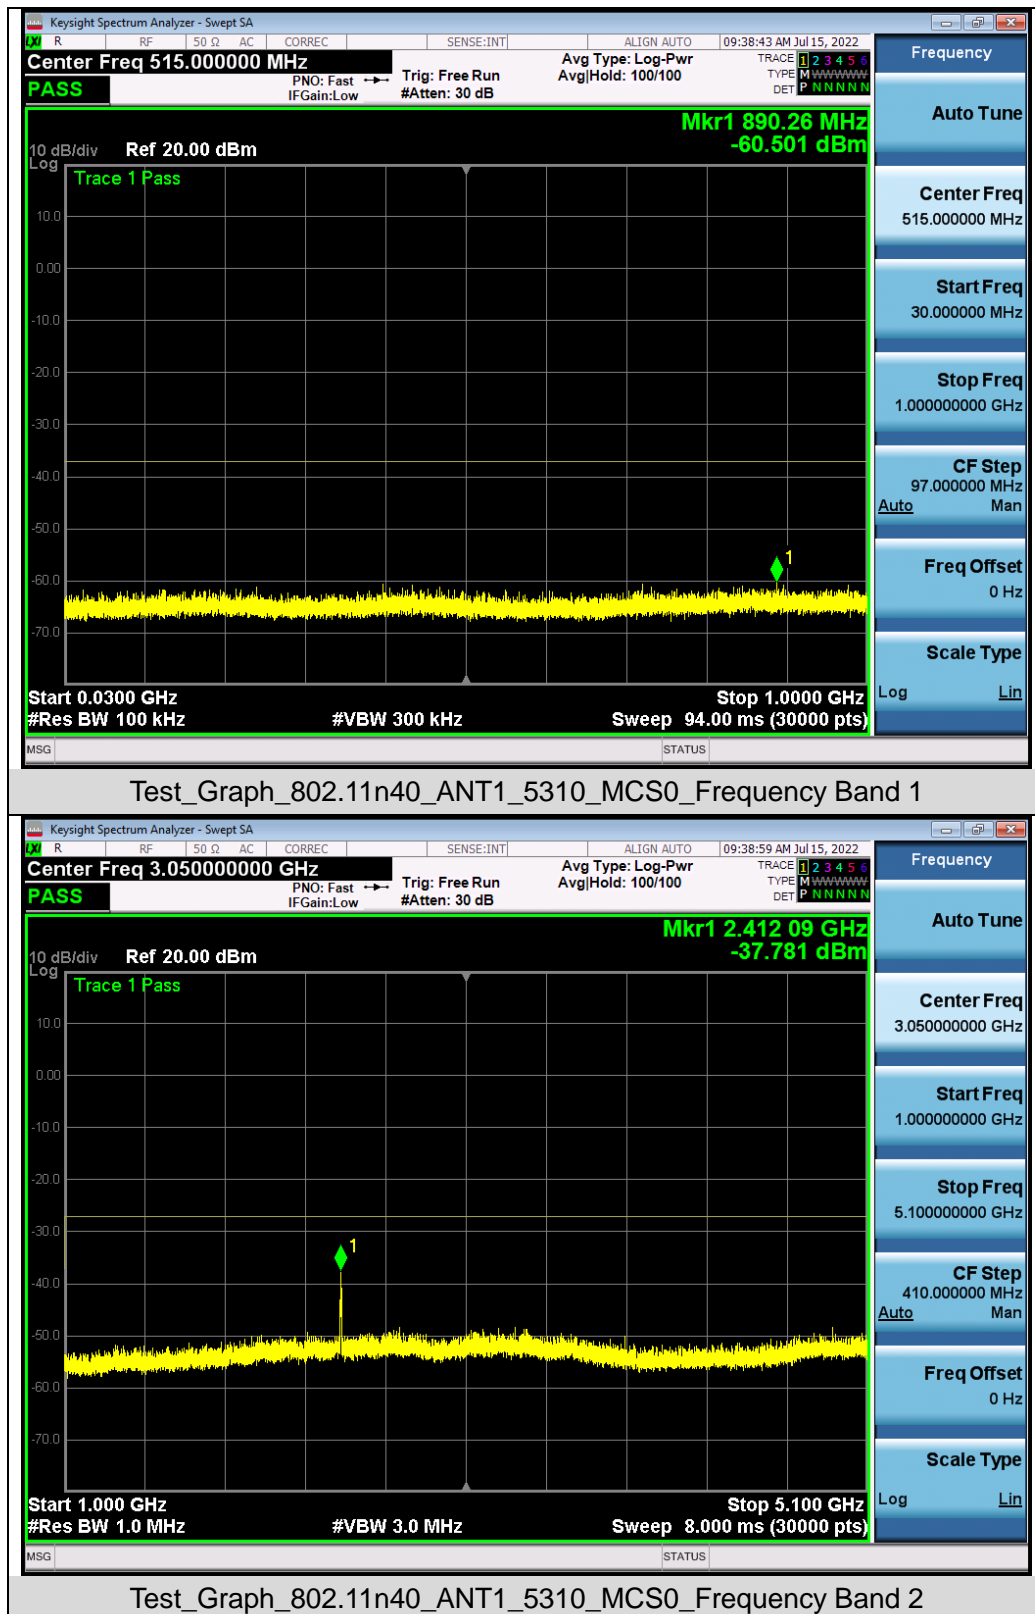 Keysight Spectrum Analyzer - Swept SA
LXI R RF 50 Ω AC CORREC SENSE:INT ALIGN AUTO 09:38:43 AM Jul 15, 2022
Center Freq 515.000000 MHz
PASS
PNO: Fast
IFGain:Low
Trig: Free Run
#Atten: 30 dB
Avg Type: Log-Pwr
Avg|Hold: 100/100
TRACE 1 2 3 4 5 6
TYPE M W W W W W
DET P N N N N N
Mkr1 890.26 MHz
-60.501 dBm
10 dB/div Ref 20.00 dBm
Log
Trace 1 Pass
10.0
0.00
-10.0
-20.0
-30.0
-40.0
-50.0
-60.0
-70.0
1
Start 0.0300 GHz Stop 1.0000 GHz
#Res BW 100 kHz #VBW 300 kHz Sweep 94.00 ms (30000 pts)
MSG STATUS
Frequency
Auto Tune
Center Freq
515.000000 MHz
Start Freq
30.000000 MHz
Stop Freq
1.000000000 GHz
CF Step
97.000000 MHz
Auto Man
Freq Offset
0 Hz
Scale Type
Log Lin
Test_Graph_802.11n40_ANT1_5310_MCS0_Frequency Band 1
Keysight Spectrum Analyzer - Swept SA
LXI R RF 50 Ω AC CORREC SENSE:INT ALIGN AUTO 09:38:59 AM Jul 15, 2022
Center Freq 3.050000000 GHz
PASS
PNO: Fast
IFGain:Low
Trig: Free Run
#Atten: 30 dB
Avg Type: Log-Pwr
Avg|Hold: 100/100
TRACE 1 2 3 4 5 6
TYPE M W W W W W
DET P N N N N N
Mkr1 2.412 09 GHz
-37.781 dBm
10 dB/div Ref 20.00 dBm
Log
Trace 1 Pass
10.0
0.00
-10.0
-20.0
-30.0
-40.0
-50.0
-60.0
-70.0
1
Start 1.000 GHz Stop 5.100 GHz
#Res BW 1.0 MHz #VBW 3.0 MHz Sweep 8.000 ms (30000 pts)
MSG STATUS
Frequency
Auto Tune
Center Freq
3.050000000 GHz
Start Freq
1.000000000 GHz
Stop Freq
5.100000000 GHz
CF Step
410.000000 MHz
Auto Man
Freq Offset
0 Hz
Scale Type
Log Lin
Test_Graph_802.11n40_ANT1_5310_MCS0_Frequency Band 2